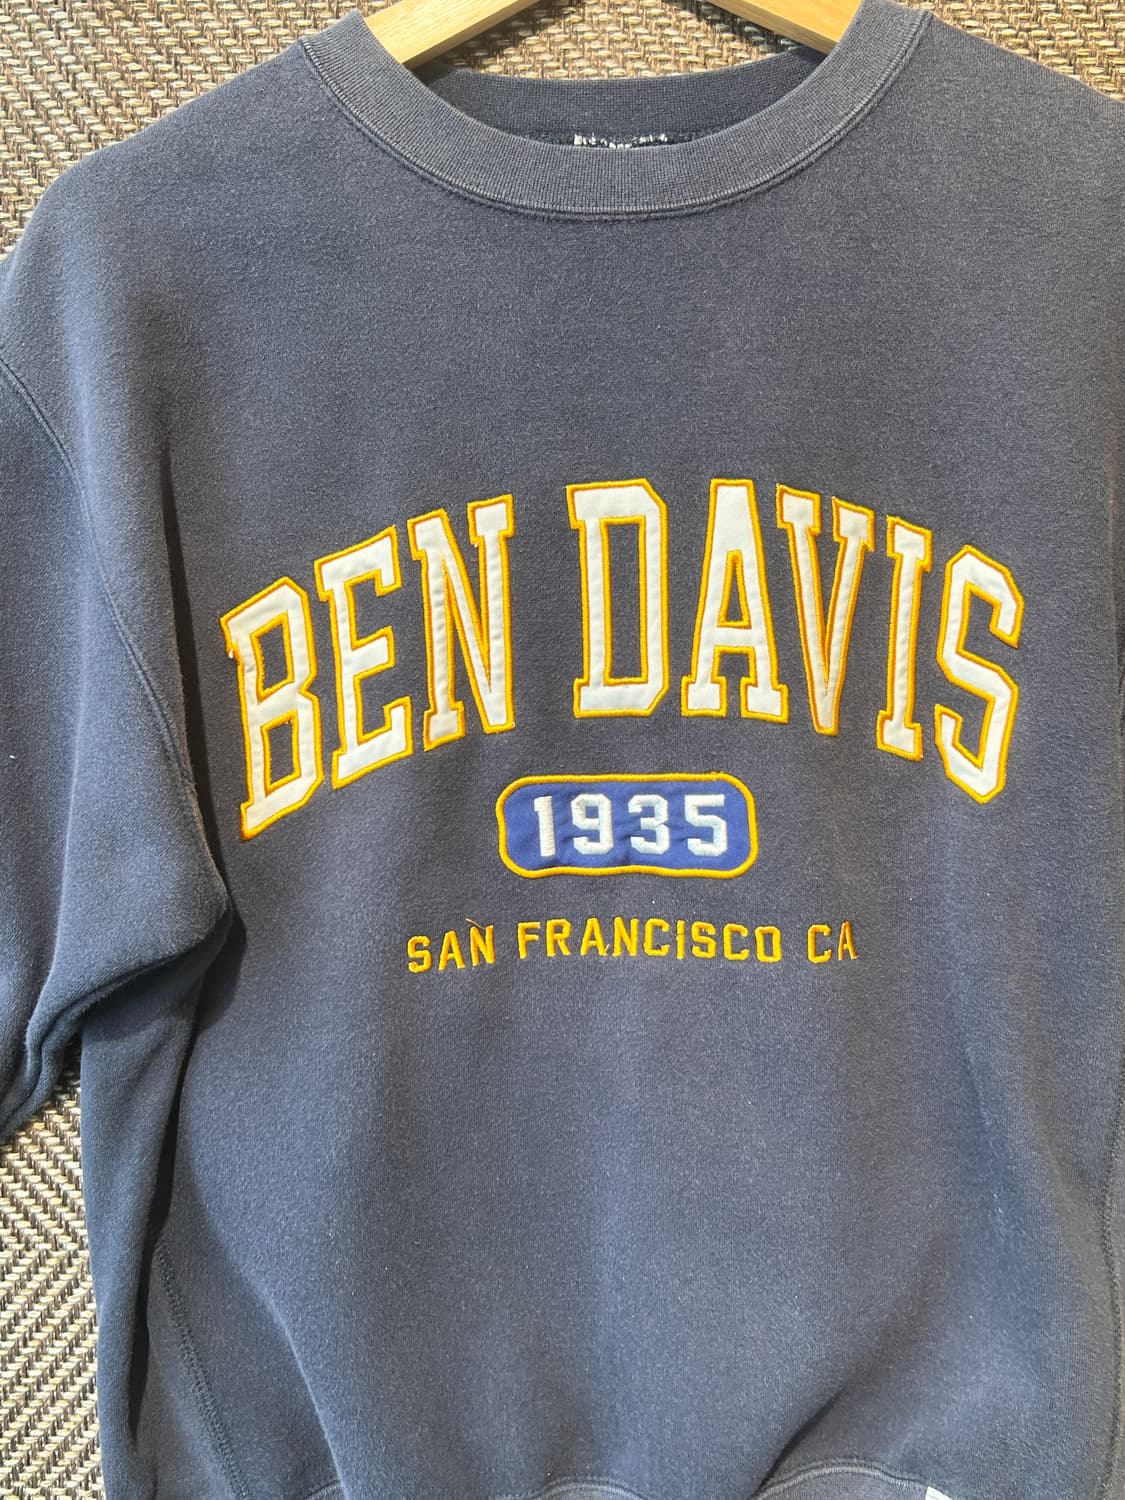 BEN DAVIS
1935
SAN FRANCISCO CA